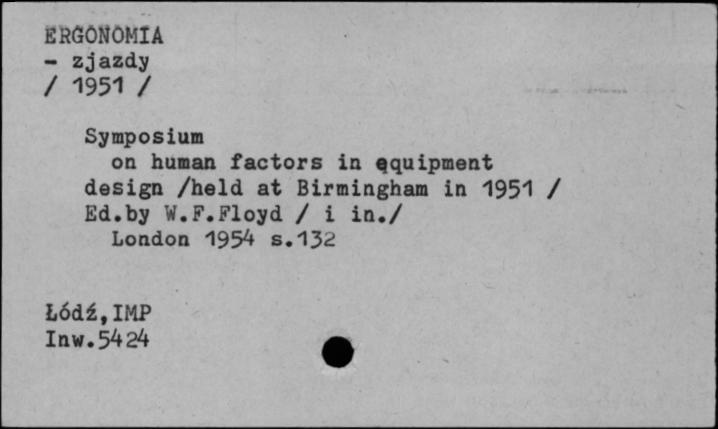 ERGONOMIA
- zjazdy
/ 1951 /
Symposium
on human factors in equipment
design /held at Birmingham in 1951 /
Ed.by W.F.Floyd / i in./
London 1954 s.132
Łódź,IMP
Inw.5424